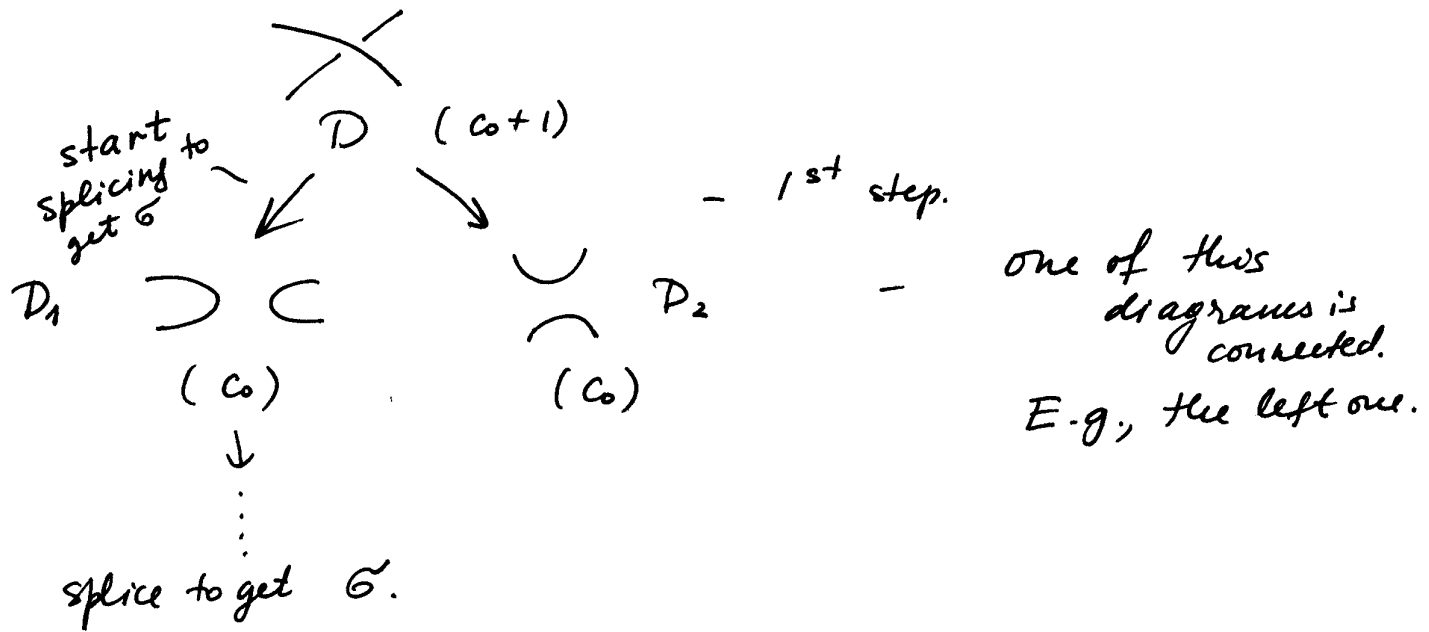 start to
splicing
get σ
D (c₀ + 1)
- 1st step.
D₁
D₂
- one of this
diagrams is
connected.
E.g., the left one.
(c₀)
(c₀)
splice to get σ.